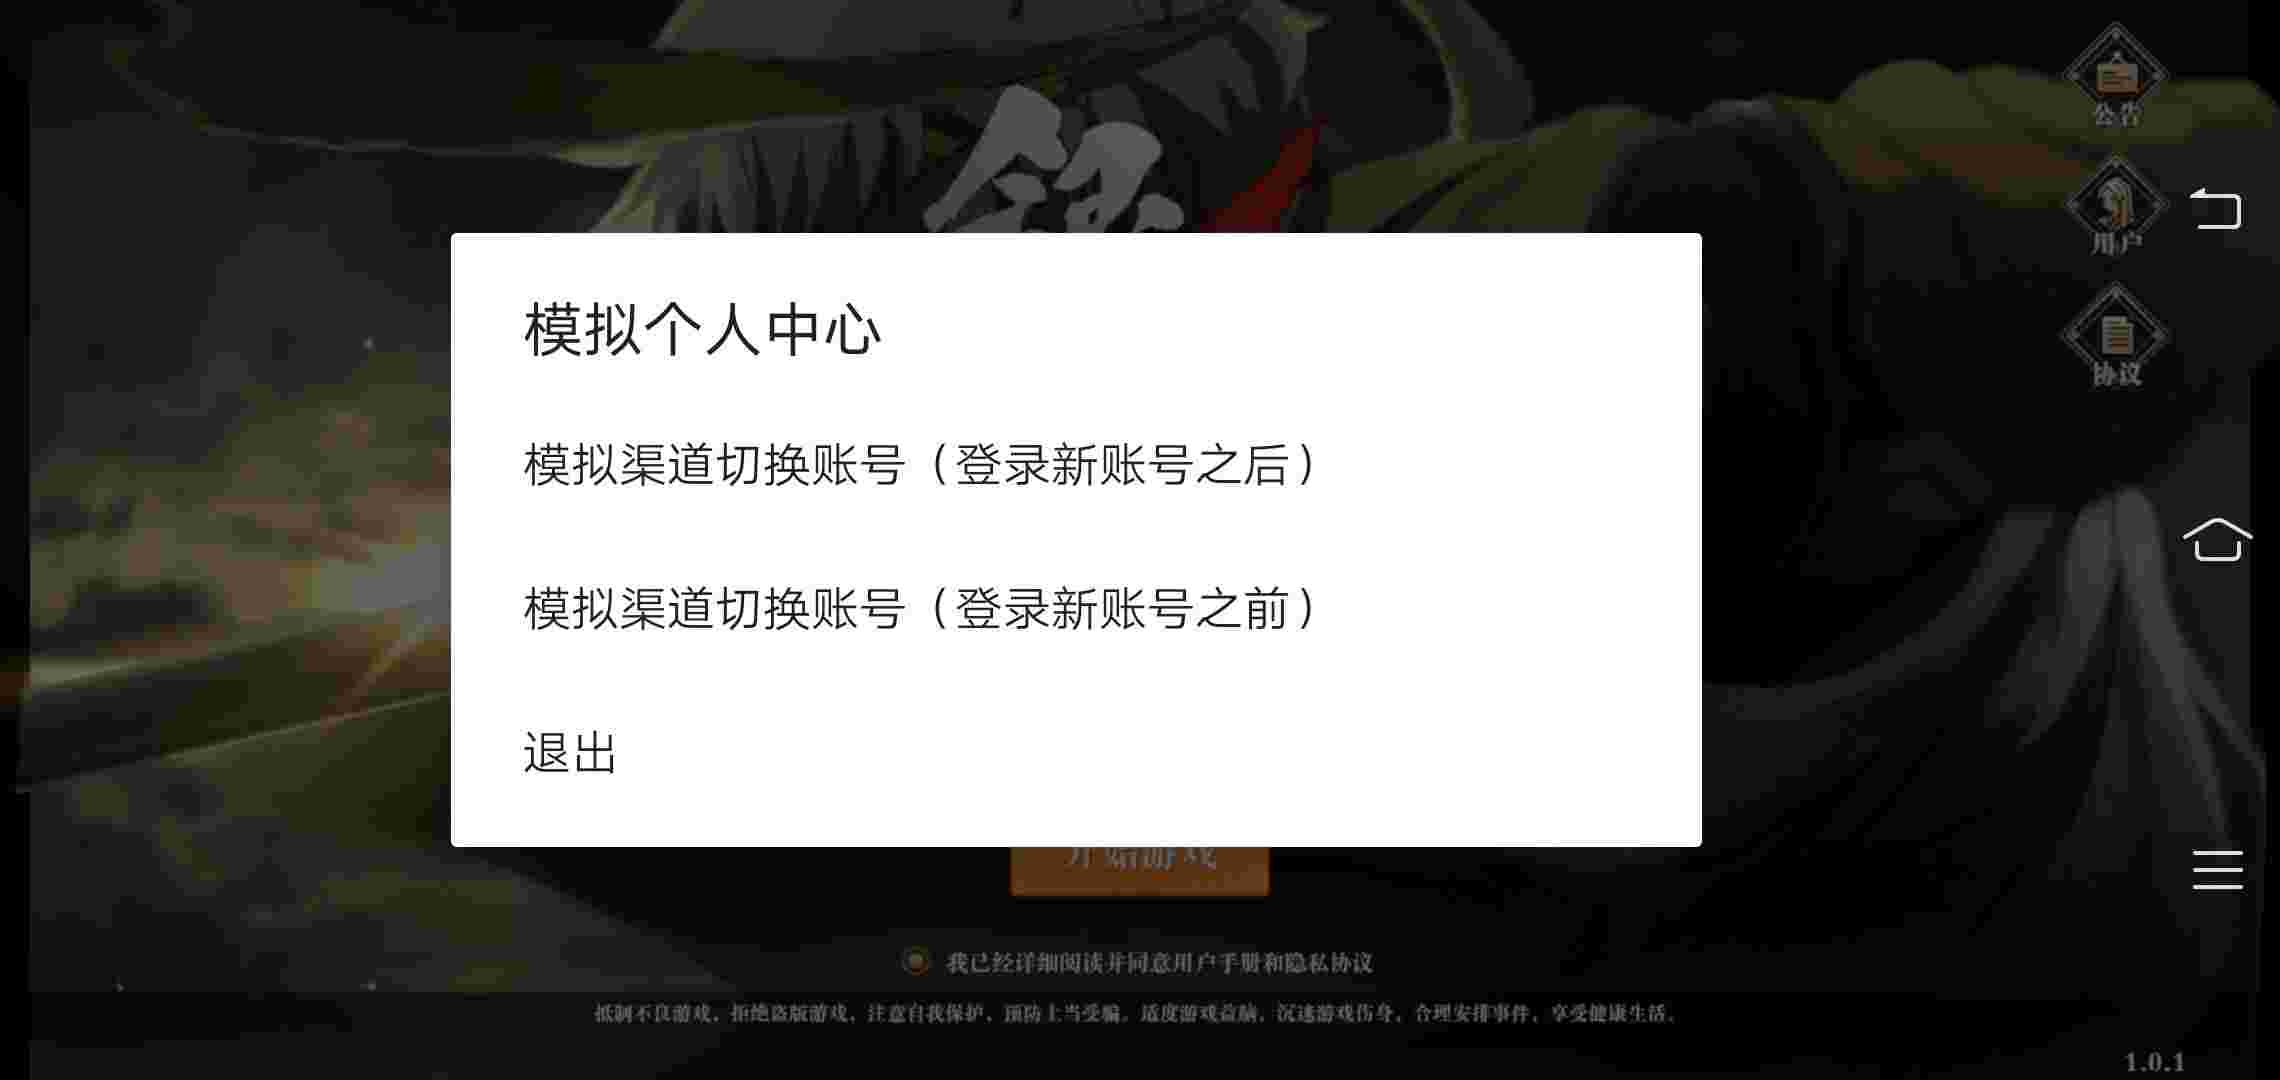 公告
用户
协议
模拟个人中心
模拟渠道切换账号（登录新账号之后）
模拟渠道切换账号（登录新账号之前）
退出
开始游戏
我已经详细阅读并同意用户手册和隐私协议
抵制不良游戏，拒绝盗版游戏，注意自我保护，预防上当受骗，适度游戏益脑，沉迷游戏伤身，合理安排事件，享受健康生活。
1.0.1